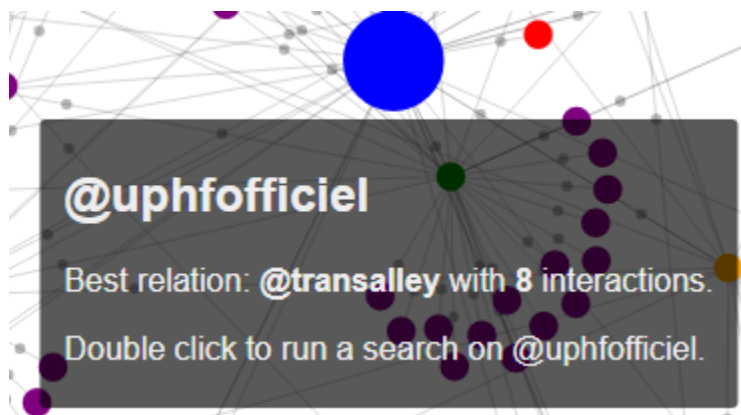 @uphfofficiel
Best relation: @transalley with 8 interactions.
Double click to run a search on @uphfofficiel.